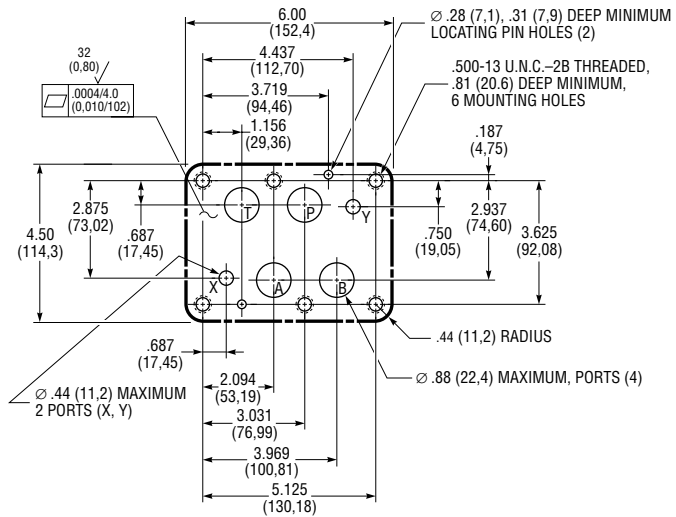 6.00
(152,4)
Ø .28 (7,1), .31 (7,9) DEEP MINIMUM
LOCATING PIN HOLES (2)
32
(0,80)
4.437
(112,70)
.500-13 U.N.C.–2B THREADED,
.81 (20.6) DEEP MINIMUM,
6 MOUNTING HOLES
.0004/4.0
(0,010/102)
3.719
(94,46)
1.156
(29,36)
.187
(4,75)
2.875
(73,02)
T
P
Y
2.937
(74,60)
4.50
(114,3)
.687
(17,45)
.750
(19,05)
3.625
(92,08)
X
A
B
.44 (11,2) RADIUS
.687
(17,45)
Ø .88 (22,4) MAXIMUM, PORTS (4)
2.094
(53,19)
Ø .44 (11,2) MAXIMUM
2 PORTS (X, Y)
3.031
(76,99)
3.969
(100,81)
5.125
(130,18)